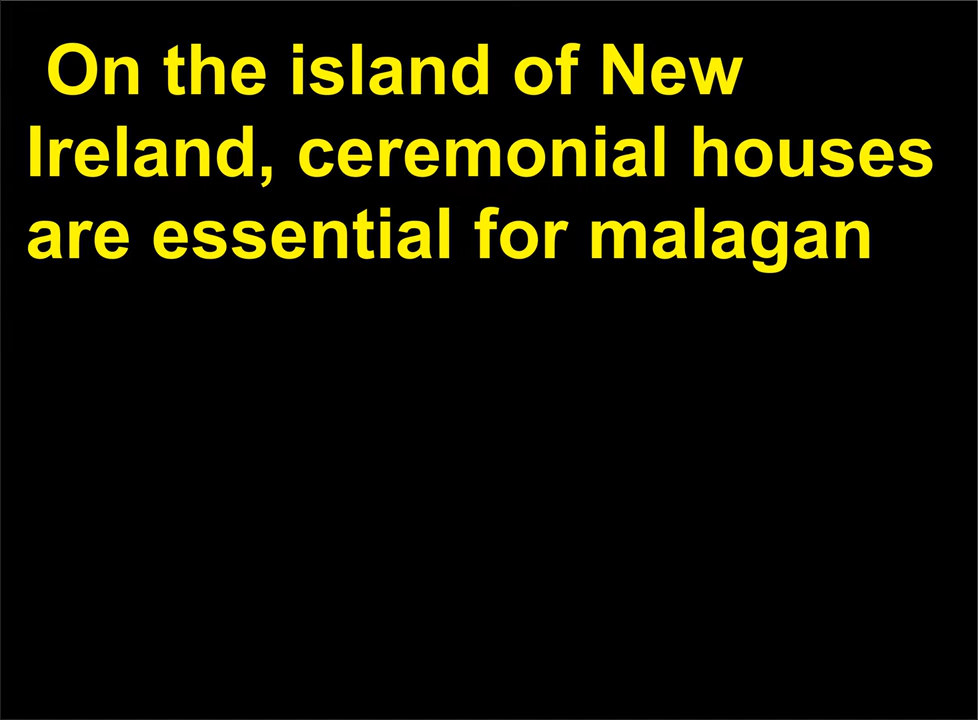 On the island of New
Ireland, ceremonial houses
are essential for malagan